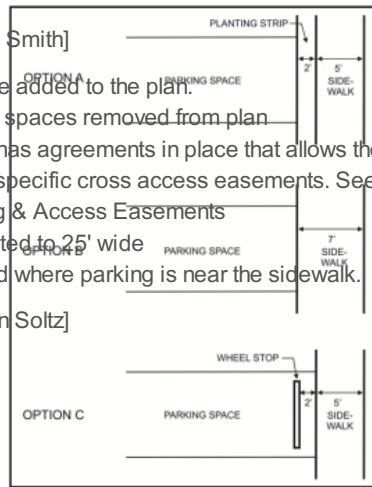 PLANTING STRIP
Smith]
2'
5'
SIDE-
WALK
OPTION A
PARKING SPACE
e added to the plan.
spaces removed from plan
has agreements in place that allows the
specific cross access easements. See
g & Access Easements
ted to 25' wide
OPTION B
PARKING SPACE
7'
SIDE-
WALK
d where parking is near the sidewalk.
n Soltz]
WHEEL STOP
2'
5'
SIDE-
WALK
OPTION C
PARKING SPACE